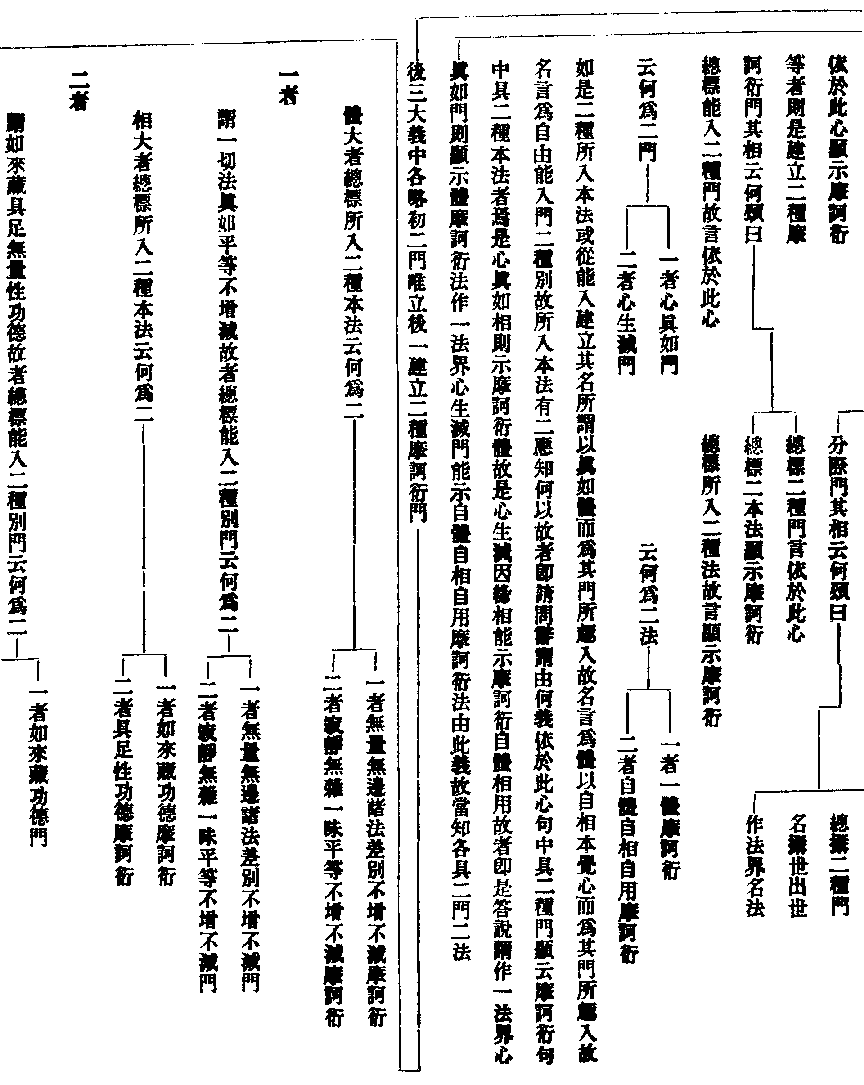 依於此心顯示摩訶衍
等者則是建立二種摩
訶衍門其相云何頌曰
分際門其相云何頌曰
總標二種門言依於此心
總標二本法顯示摩訶衍
總攝二種門
名攝世出世
作法界名法
總標能入二種門故言依於此心
總標所入二種法故言顯示摩訶衍
云何爲二門
一者心眞如門
二者心生滅門
云何爲二法
一者一體摩訶衍
二者自體自相自用摩訶衍
如是二種所入本法或從能入建立其名所謂以眞如體而爲其門所趣入故名言爲體以自相本覺心而爲其門所趣入故
名言爲自由能入門二種別故所入本法有二應知何以故者卽請問辭謂由何義依於此心句中具二種門顯云摩訶衍句
中具二種本法者焉是心眞如相則示摩訶衍體故是心生滅因緣相能示摩訶衍自體相用故者卽是答說謂作一法界心
眞如門則顯示體摩訶衍法作一法界心生滅門能示自體自相自用摩訶衍法由此義故當知各具二門二法
後三大義中各略初二門唯立後一建立二種摩訶衍門
體大者總標所入二種本法云何爲二
一者無量無邊諸法差別不增不減摩訶衍
二者寂靜無雜一味平等不增不減摩訶衍
一者
謂一切法眞如平等不增減故者總標能入二種別門云何爲二
一者無量無邊諸法差別不增不減門
二者寂靜無雜一味平等不增不減門
相大者總標所入二種本法云何爲二
一者如來藏功德摩訶衍
二者具足性功德摩訶衍
二者
謂如來藏具足無量性功德故者總標能入二種別門云何爲二
一者如來藏功德門